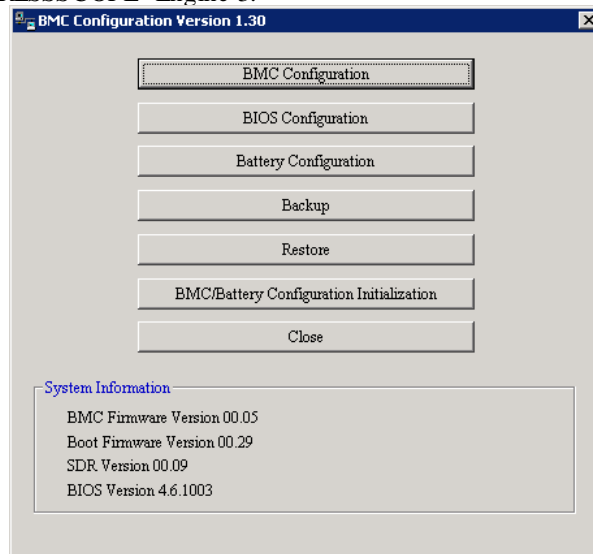 BMC Configuration Version 1.30
BMC Configuration
BIOS Configuration
Battery Configuration
Backup
Restore
BMC/Battery Configuration Initialization
Close
System Information
BMC Firmware Version 00.05
Boot Firmware Version 00.29
SDR Version 00.09
BIOS Version 4.6.1003